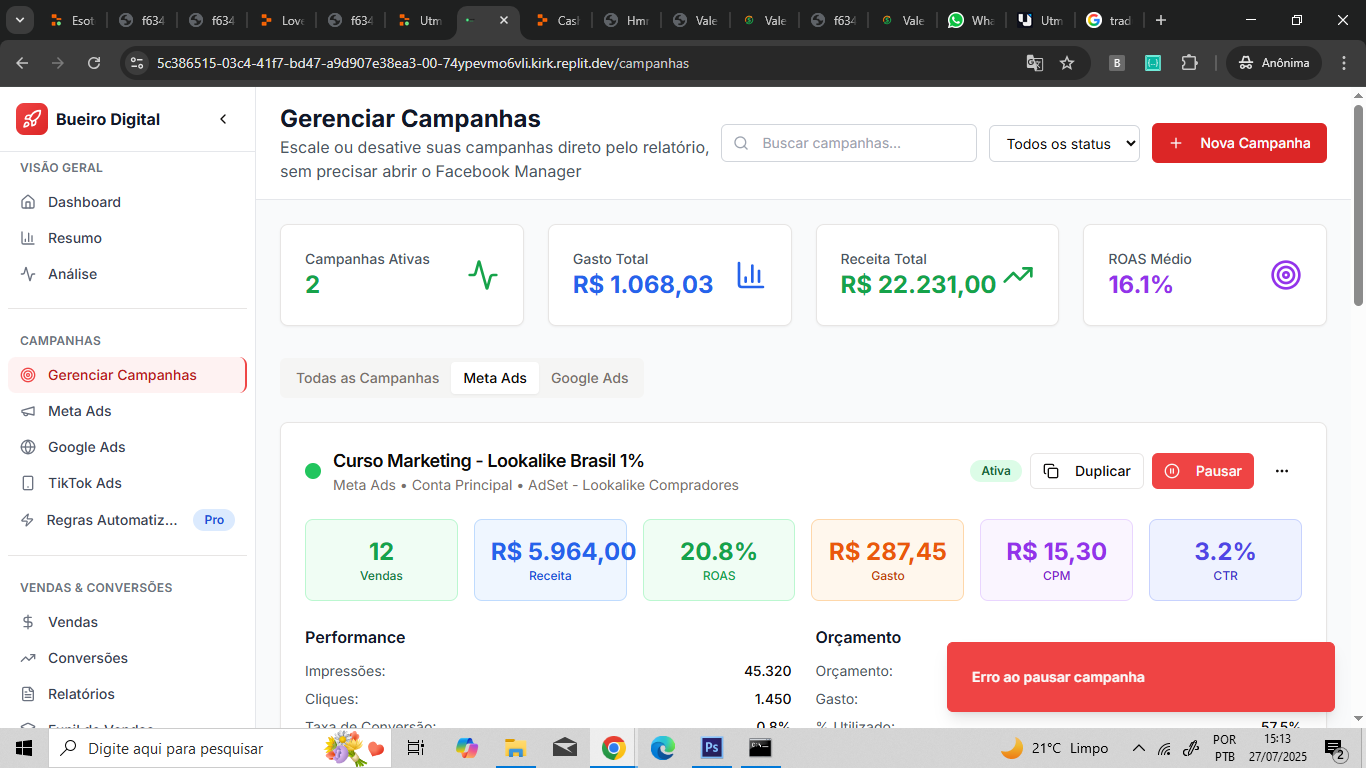 Esot
f634
f634
Love
f634
Utm
Cas
Hmr
Vale
Vale
f634
Vale
Wha
Utm
trad
5c386515-03c4-41f7-bd47-a9d907e38ea3-00-74ypevmo6vli.kirk.replit.dev/campanhas
B
Anônima
Bueiro Digital
VISÃO GERAL
Dashboard
Resumo
Análise
CAMPANHAS
Gerenciar Campanhas
Meta Ads
Google Ads
TikTok Ads
Regras Automatiz... Pro
VENDAS & CONVERSÕES
Vendas
Conversões
Relatórios
Funil de Vendas
Gerenciar Campanhas
Escale ou desative suas campanhas direto pelo relatório,
sem precisar abrir o Facebook Manager
Buscar campanhas...
Todos os status
+ Nova Campanha
Campanhas Ativas
2
Gasto Total
R$ 1.068,03
Receita Total
R$ 22.231,00
ROAS Médio
16.1%
Todas as Campanhas Meta Ads Google Ads
Curso Marketing - Lookalike Brasil 1%
Meta Ads • Conta Principal • AdSet - Lookalike Compradores
Ativa
Duplicar
Pausar
12
Vendas
R$ 5.964,00
Receita
20.8%
ROAS
R$ 287,45
Gasto
R$ 15,30
CPM
3.2%
CTR
Performance
Impressões: 45.320
Cliques: 1.450
Taxa de Conversão: 0.8%
Orçamento
Orçamento:
Gasto:
% Utilizado: 57.5%
Erro ao pausar campanha
Digite aqui para pesquisar
Ps
21°C Limpo
POR
PTB
15:13
27/07/2025
2